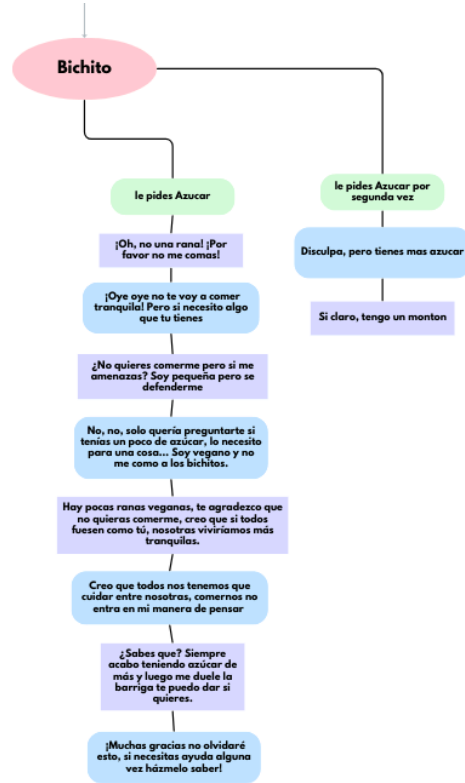 Bichito
le pides Azucar
¡Oh, no una rana! ¡Por
favor no me comas!
¡Oye oye no te voy a comer
tranquila! Pero si necesito algo
que tu tienes
¿No quieres comerme pero si me
amenazas? Soy pequeña pero se
defenderme
No, no, solo quería preguntarte si
tenías un poco de azúcar, lo necesito
para una cosa... Soy vegano y no
me como a los bichitos.
Hay pocas ranas veganas, te agradezco que
no quieras comerme, creo que si todos
fuesen como tú, nosotras viviríamos más
tranquilas.
Creo que todos nos tenemos que
cuidar entre nosotras, comernos no
entra en mi manera de pensar
¿Sabes que? Siempre
acabo teniendo azúcar de
más y luego me duele la
barriga te puedo dar si
quieres.
¡Muchas gracias no olvidaré
esto, si necesitas ayuda alguna
vez házmelo saber!
le pides Azucar por
segunda vez
Disculpa, pero tienes mas azucar
Si claro, tengo un monton